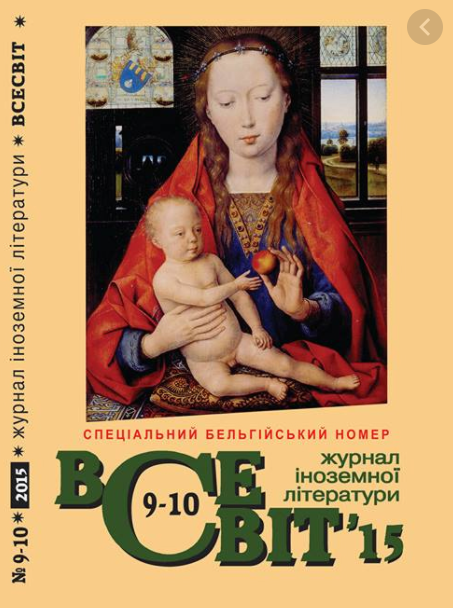 № 9-10 * 2015 * журнал іноземної літератури * ВСЕСВІТ *
СПЕЦІАЛЬНИЙ БЕЛЬГІЙСЬКИЙ НОМЕР
ВСЕ
СВІТ’15
9-10
журнал
іноземної
літератури